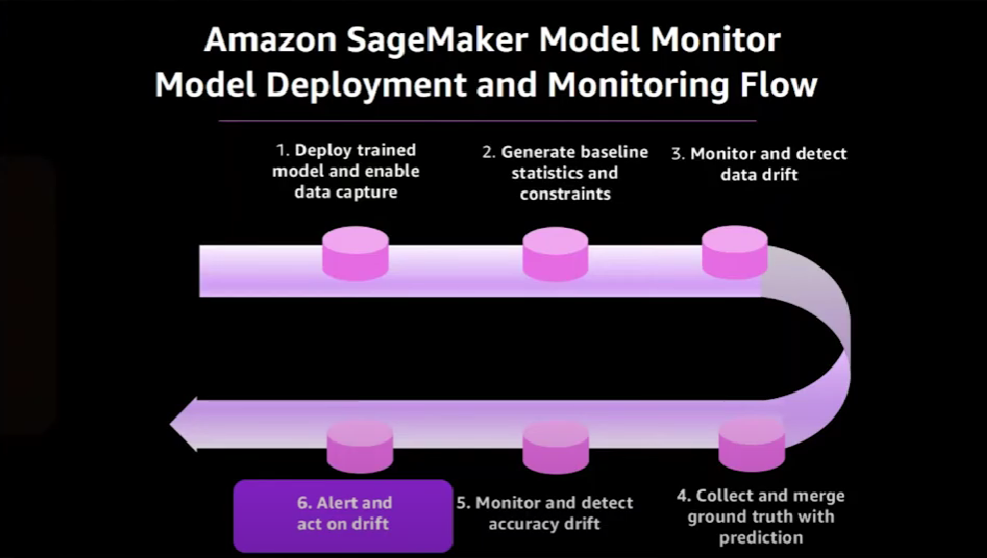 Amazon SageMaker Model Monitor
Model Deployment and Monitoring Flow
1. Deploy trained
model and enable
data capture
2. Generate baseline
statistics and
constraints
3. Monitor and detect
data drift
4. Collect and merge
ground truth with
prediction
5. Monitor and detect
accuracy drift
6. Alert and
act on drift